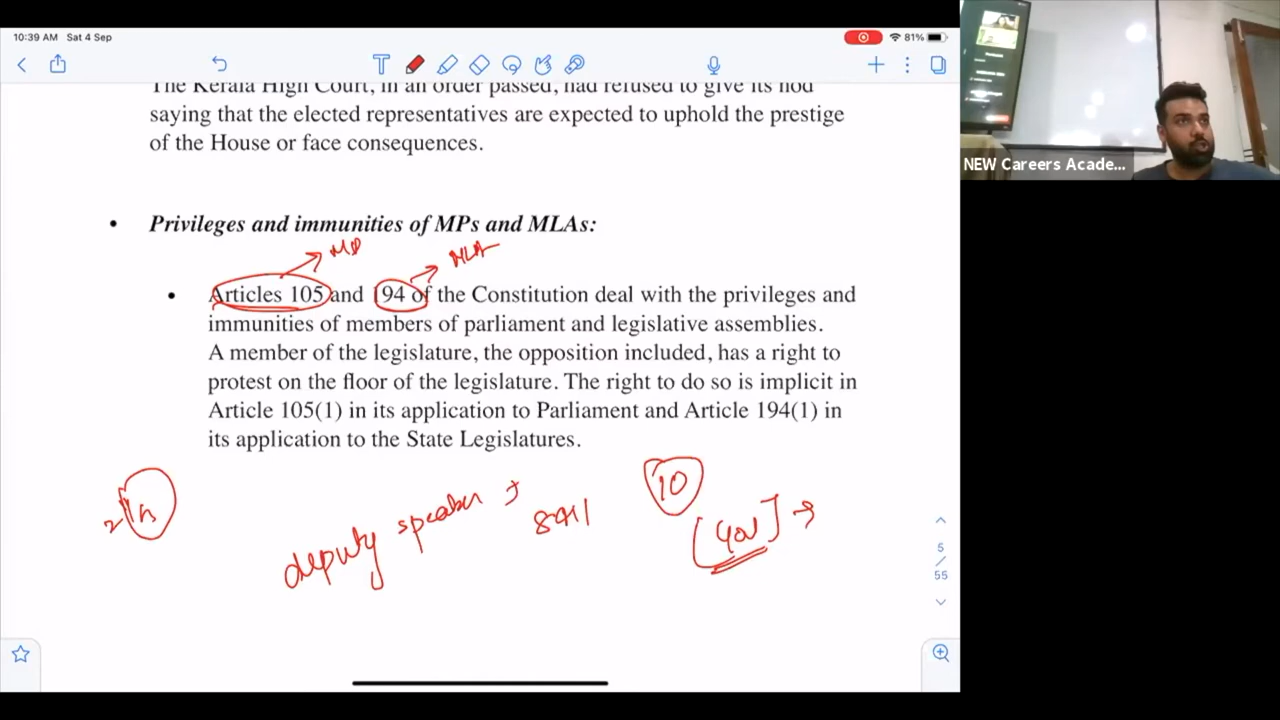 10:39 AM Sat 4 Sep
81%
The Kerala High Court, in an order passed, had refused to give its nod
saying that the elected representatives are expected to uphold the prestige
of the House or face consequences.
NEW Careers Acade...
• Privileges and immunities of MPs and MLAs:
MP
MLA
• Articles 105 and 194 of the Constitution deal with the privileges and
immunities of members of parliament and legislative assemblies.
A member of the legislature, the opposition included, has a right to
protest on the floor of the legislature. The right to do so is implicit in
Article 105(1) in its application to Parliament and Article 194(1) in
its application to the State Legislatures.
10
deputy speaker
5
55